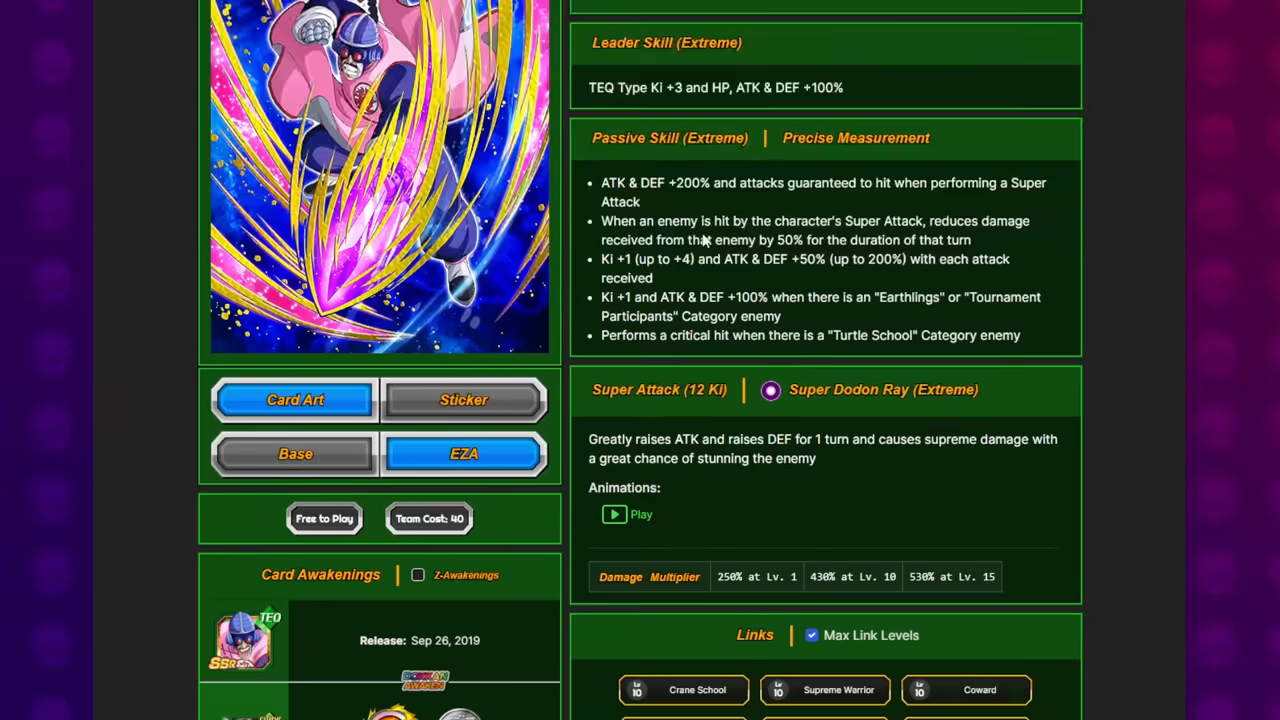 Leader Skill (Extreme)
TEQ Type Ki +3 and HP, ATK & DEF +100%
Passive Skill (Extreme) | Precise Measurement
• ATK & DEF +200% and attacks guaranteed to hit when performing a Super
Attack
• When an enemy is hit by the character's Super Attack, reduces damage
received from that enemy by 50% for the duration of that turn
• Ki +1 (up to +4) and ATK & DEF +50% (up to 200%) with each attack
received
• Ki +1 and ATK & DEF +100% when there is an "Earthlings" or "Tournament
Participants" Category enemy
• Performs a critical hit when there is a "Turtle School" Category enemy
Card Art
Sticker
Base
EZA
Free to Play
Team Cost: 40
Card Awakenings | Z-Awakenings
TEQ
SSR
Release: Sep 26, 2019
DOKKAN
AWAKEN
Super Attack (12 Ki) | Super Dodon Ray (Extreme)
Greatly raises ATK and raises DEF for 1 turn and causes supreme damage with
a great chance of stunning the enemy
Animations:
Play
Damage Multiplier 250% at Lv. 1 430% at Lv. 10 530% at Lv. 15
Links | Max Link Levels
Lv 10 Crane School
Lv 10 Supreme Warrior
Lv 10 Coward